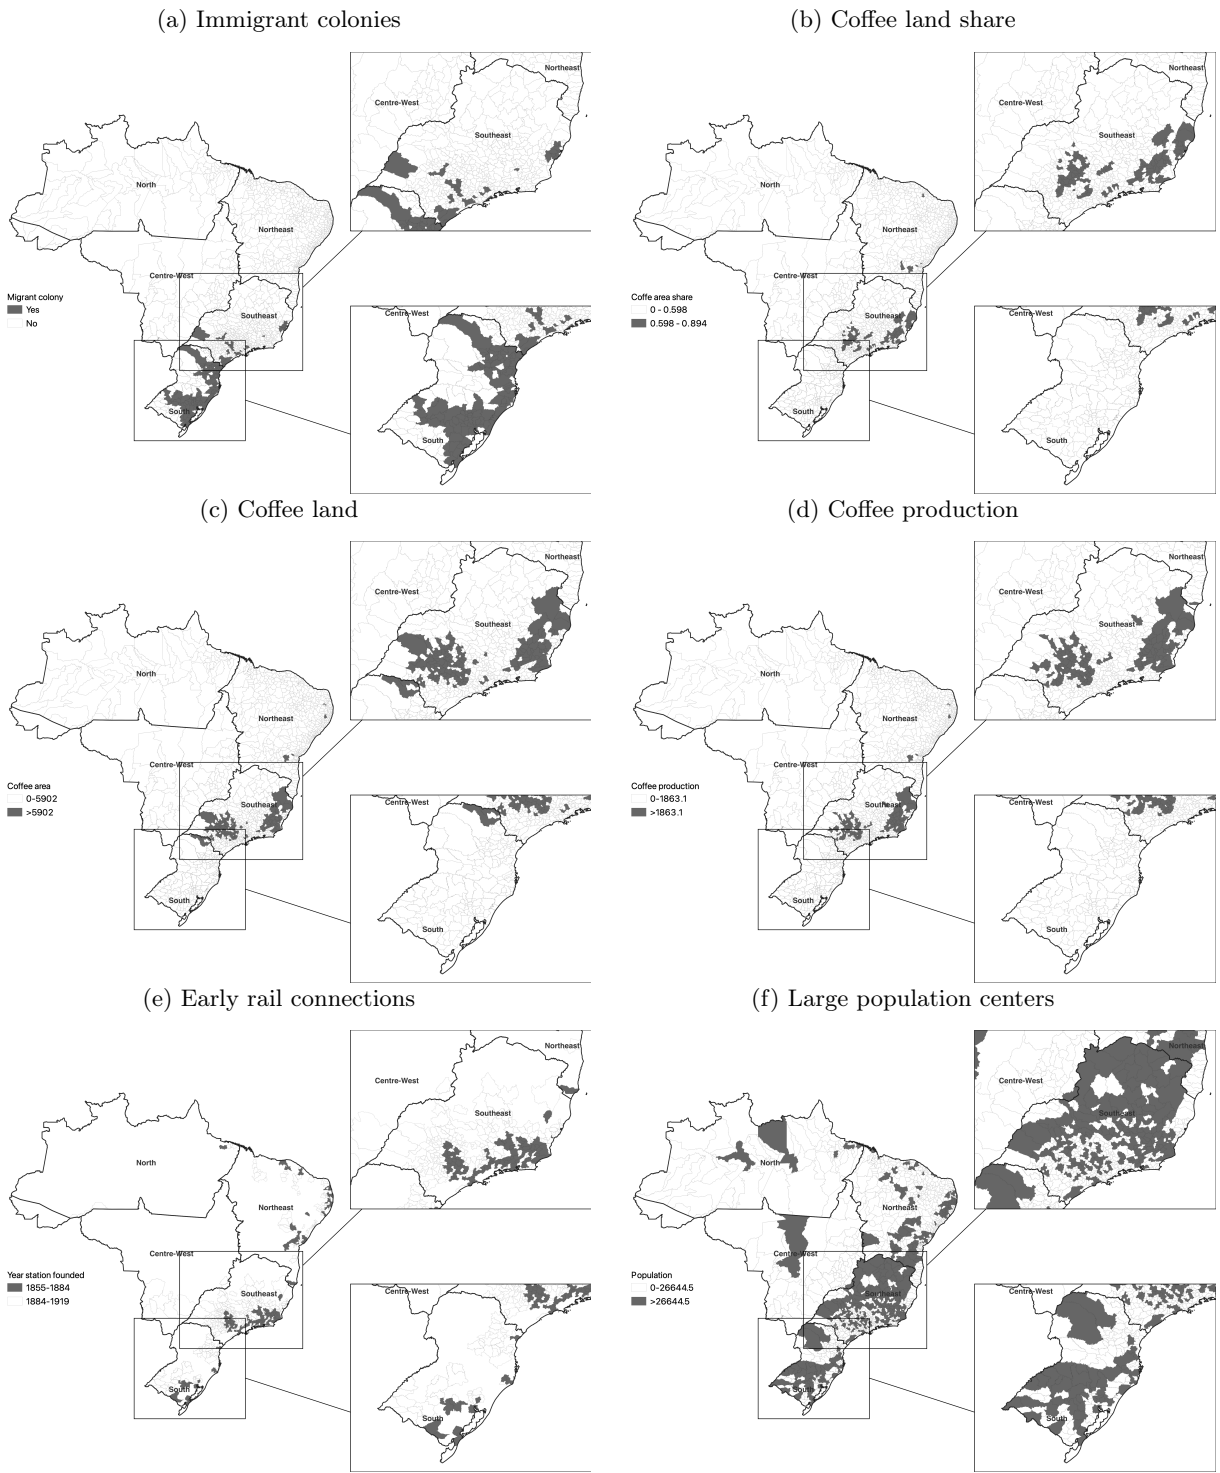 (a) Immigrant colonies
Northeast
Centre-West
Southeast
North
Northeast
Centre-West
Migrant colony
Yes
No
Southeast
South
Centre-West
South
(b) Coffee land share
Northeast
Centre-West
Southeast
North
Northeast
Centre-West
Coffe area share
0 - 0.598
0.598 - 0.894
Southeast
South
Centre-West
South
(c) Coffee land
Northeast
Centre-West
Southeast
North
Northeast
Centre-West
Coffee area
0-5902
>5902
Southeast
South
Centre-West
South
(d) Coffee production
Northeast
Centre-West
Southeast
North
Northeast
Centre-West
Coffee production
0-1863.1
>1863.1
Southeast
South
Centre-West
South
(e) Early rail connections
Northeast
Centre-West
Southeast
North
Northeast
Centre-West
Year station founded
1855-1884
1884-1919
Southeast
South
Centre-West
South
(f) Large population centers
Northeast
Centre-West
Southeast
North
Northeast
Centre-West
Population
0-26644.5
>26644.5
Southeast
South
Centre-West
South